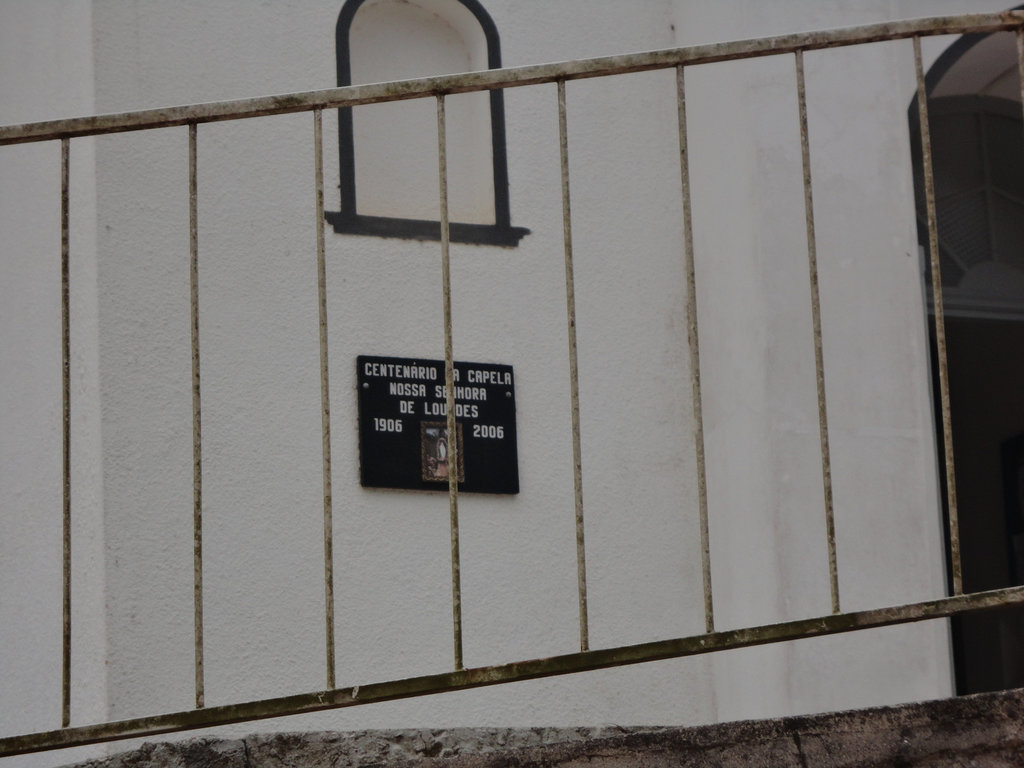 CENTENÁRIO DA CAPELA
NOSSA SENHORA
DE LOURDES
1906 2006